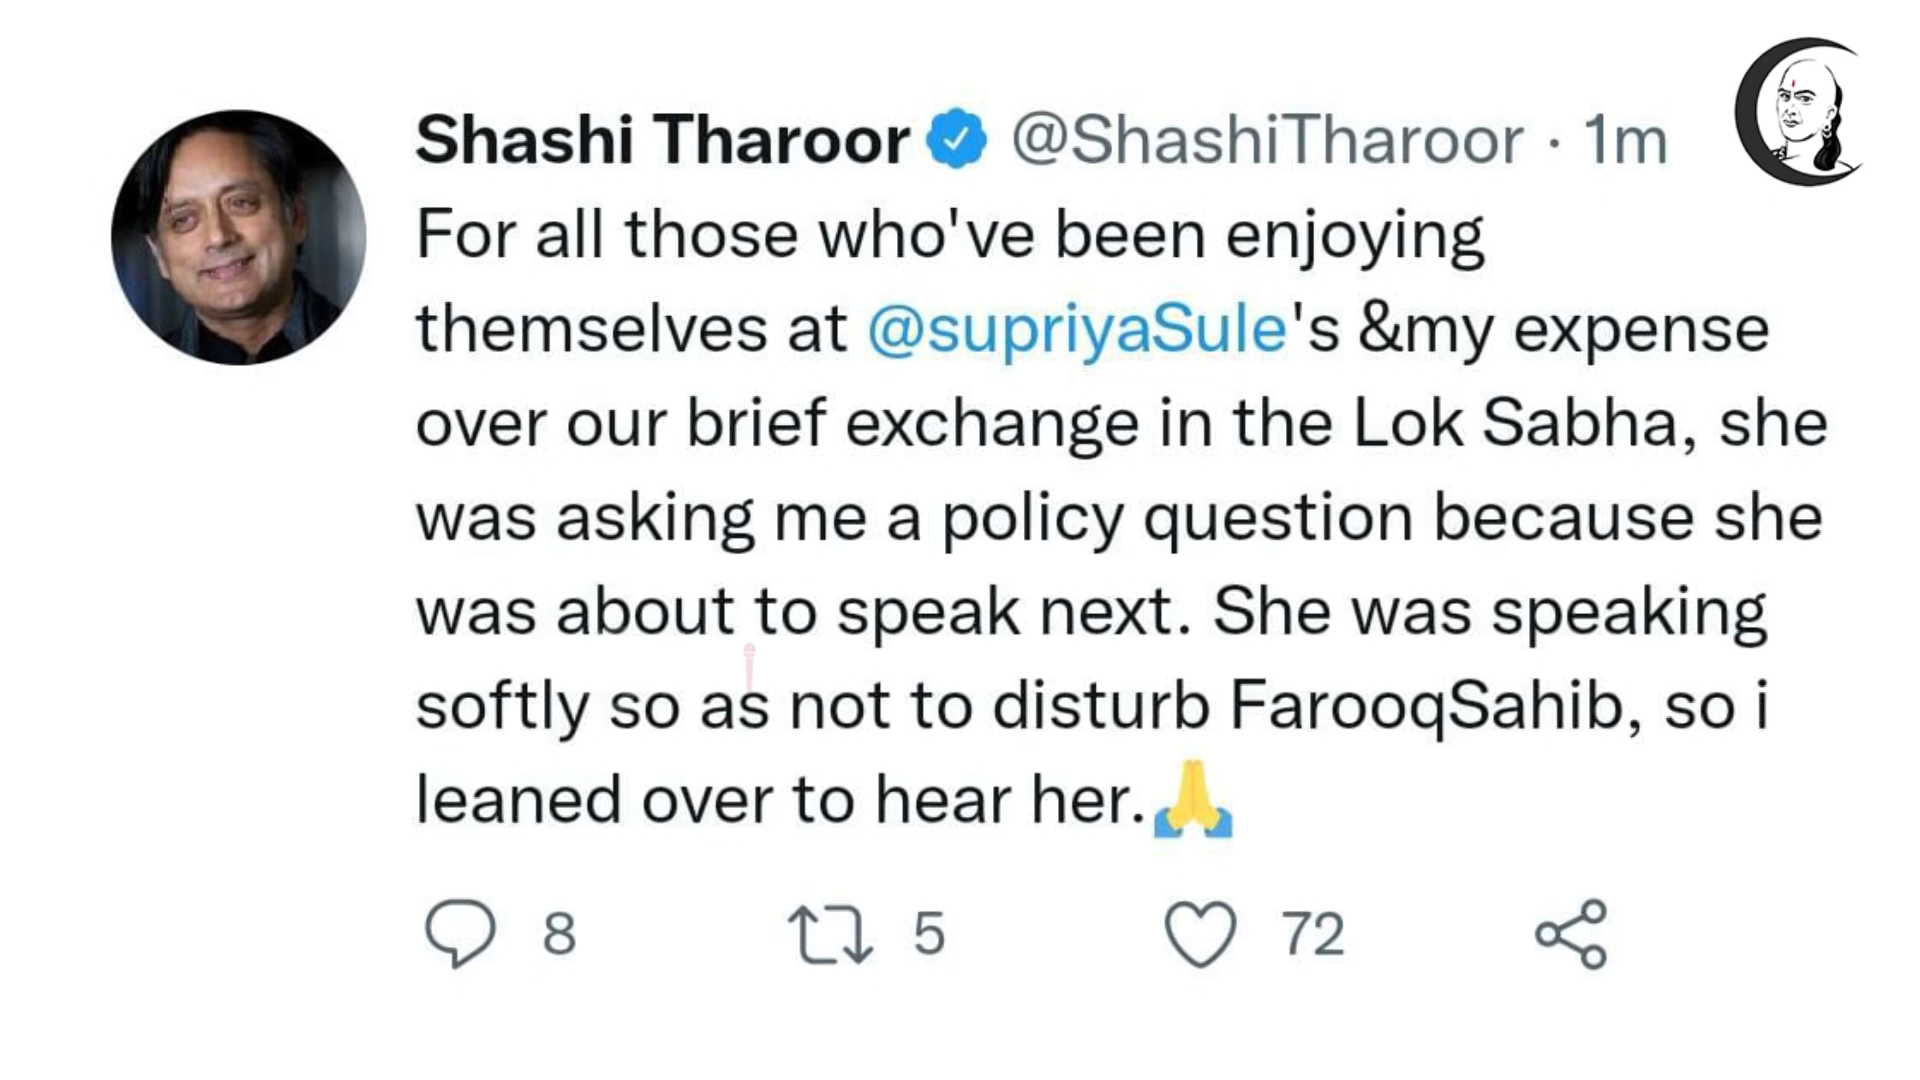 Shashi Tharoor @ShashiTharoor · 1m
For all those who've been enjoying
themselves at @supriyaSule's &my expense
over our brief exchange in the Lok Sabha, she
was asking me a policy question because she
was about to speak next. She was speaking
softly so as not to disturb FarooqSahib, so i
leaned over to hear her.🙏
8 5 72